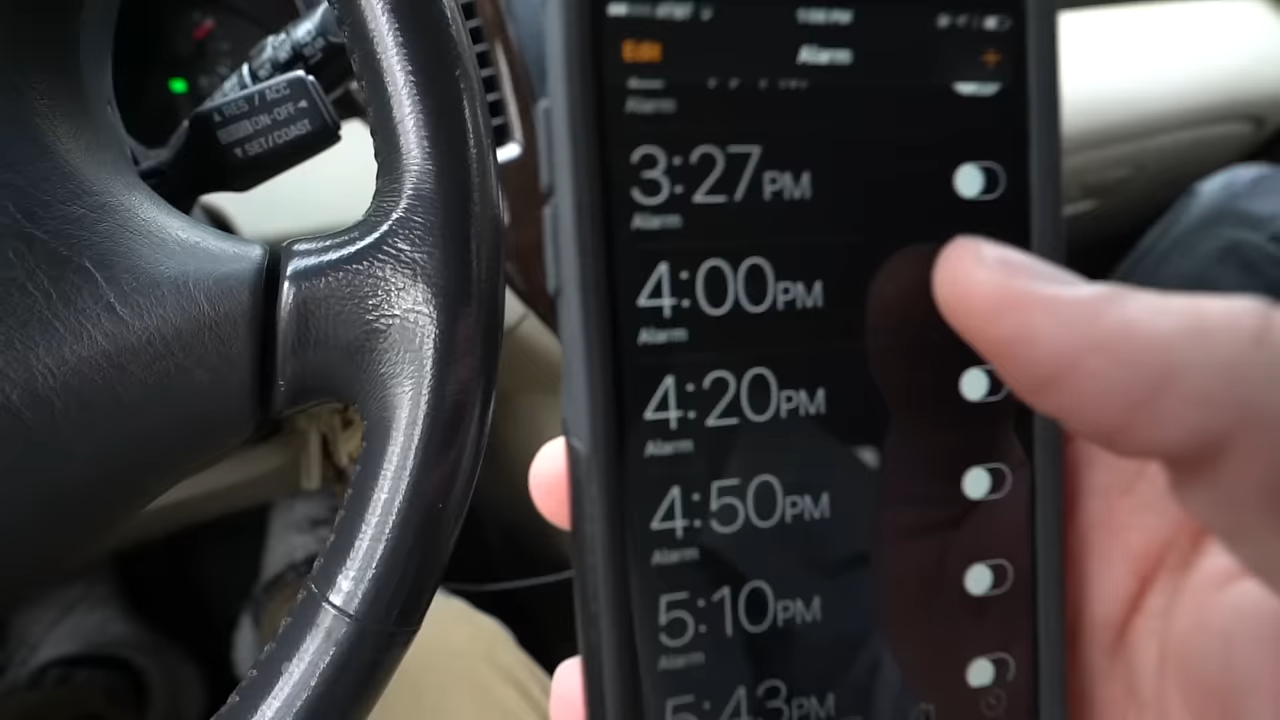 ▲RES / ACC
ON-OFF◄
▼SET/COAST
Edit
Alarm
+
Alarm
3:27PM
Alarm
4:00PM
Alarm
4:20PM
Alarm
4:50PM
Alarm
5:10PM
Alarm
5:43PM